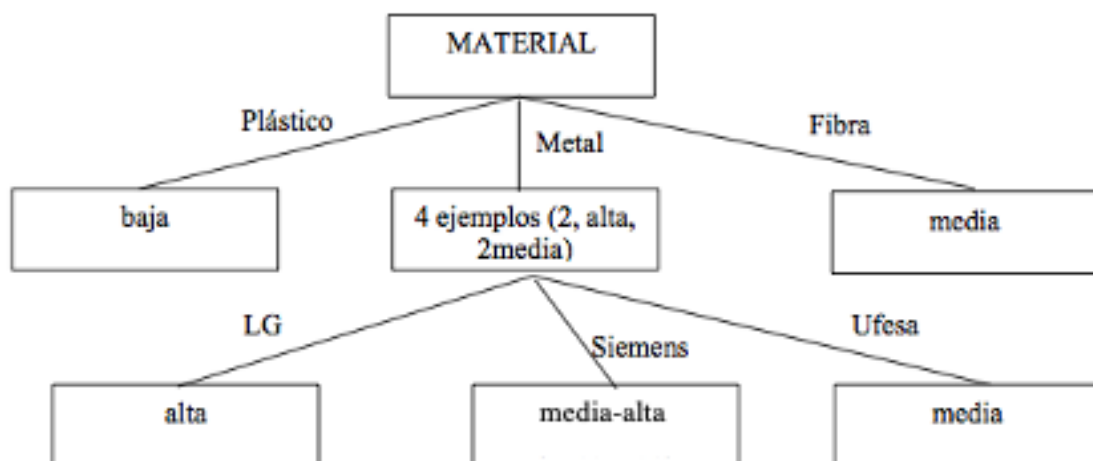 MATERIAL
Plástico
Metal
Fibra
baja
4 ejemplos (2, alta,
2media)
media
LG
Siemens
Ufesa
alta
media-alta
media